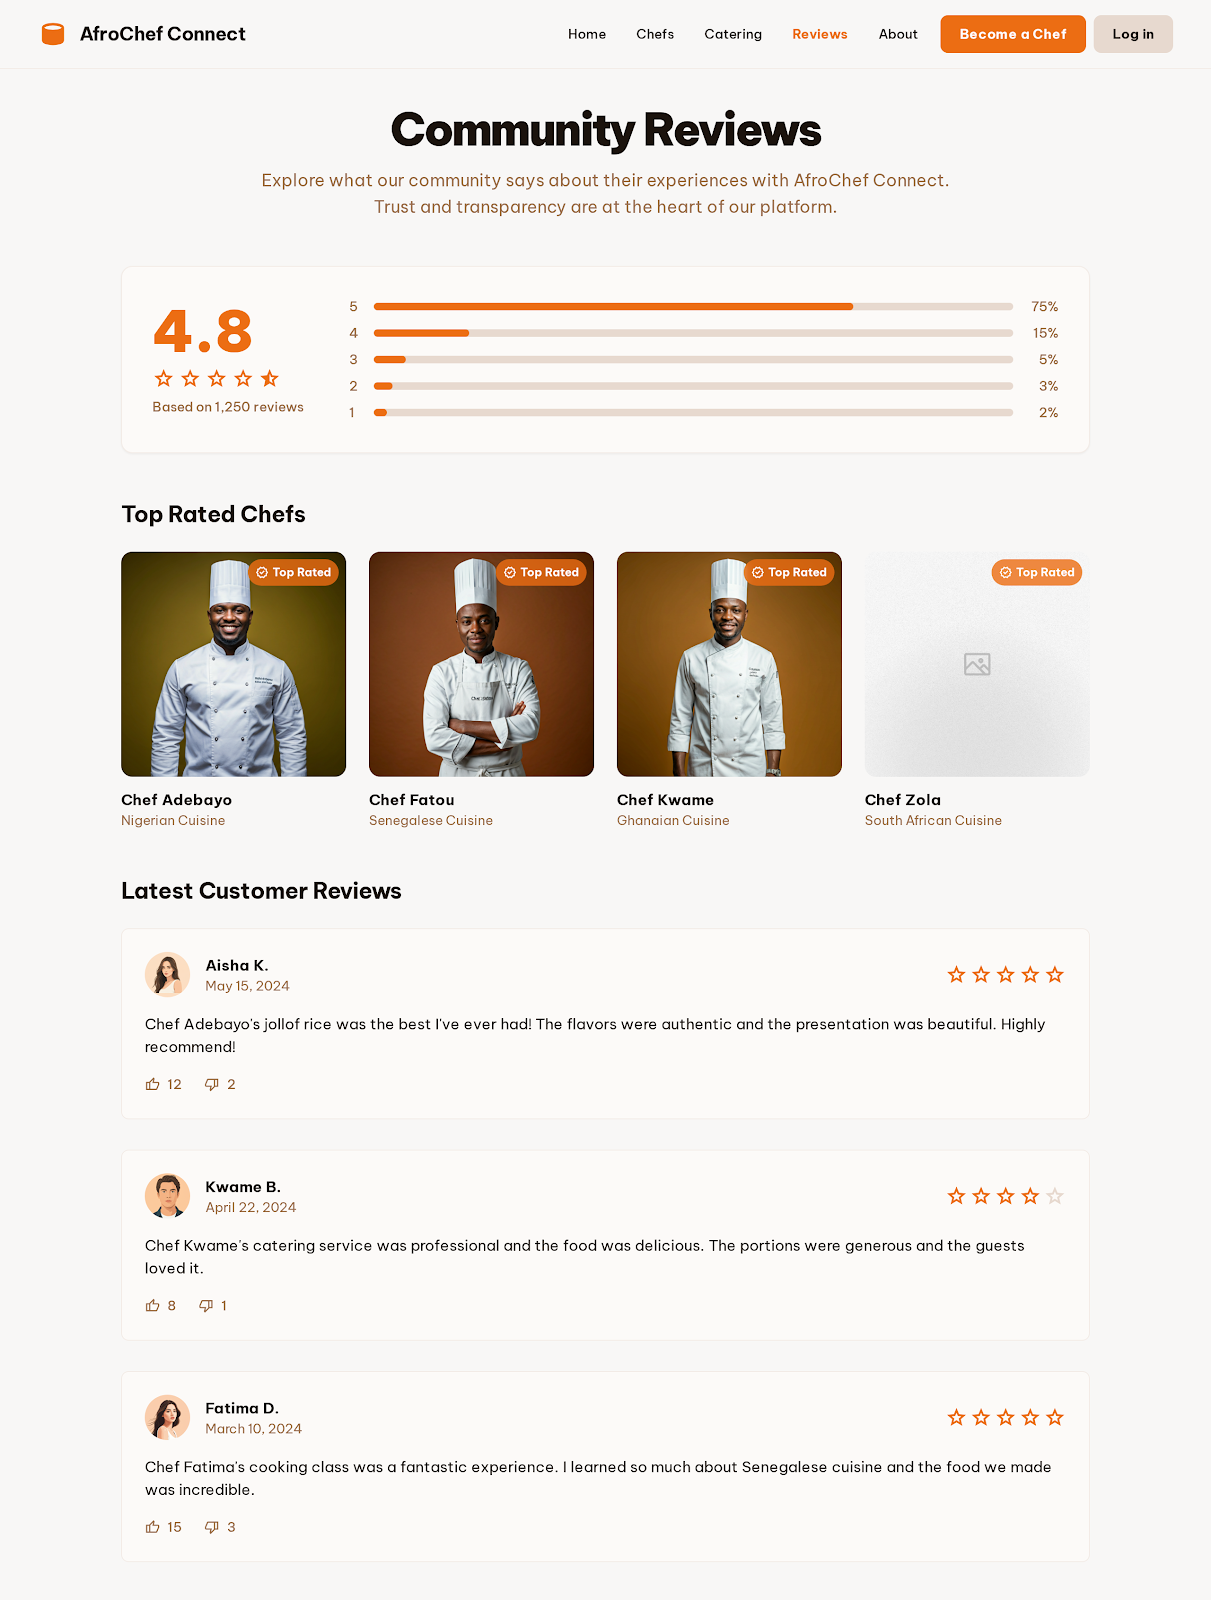 AfroChef Connect
Home
Chefs
Catering
Reviews
About
Become a Chef
Log in
Community Reviews
Explore what our community says about their experiences with AfroChef Connect.
Trust and transparency are at the heart of our platform.
4.8
Based on 1,250 reviews
5 75%
4 15%
3 5%
2 3%
1 2%
Top Rated Chefs
Top Rated
Top Rated
Top Rated
Top Rated
Chef Adebayo
Nigerian Cuisine
Chef Fatou
Senegalese Cuisine
Chef Kwame
Ghanaian Cuisine
Chef Zola
South African Cuisine
Latest Customer Reviews
Aisha K.
May 15, 2024
Chef Adebayo's jollof rice was the best I've ever had! The flavors were authentic and the presentation was beautiful. Highly
recommend!
12 2
Kwame B.
April 22, 2024
Chef Kwame's catering service was professional and the food was delicious. The portions were generous and the guests
loved it.
8 1
Fatima D.
March 10, 2024
Chef Fatima's cooking class was a fantastic experience. I learned so much about Senegalese cuisine and the food we made
was incredible.
15 3